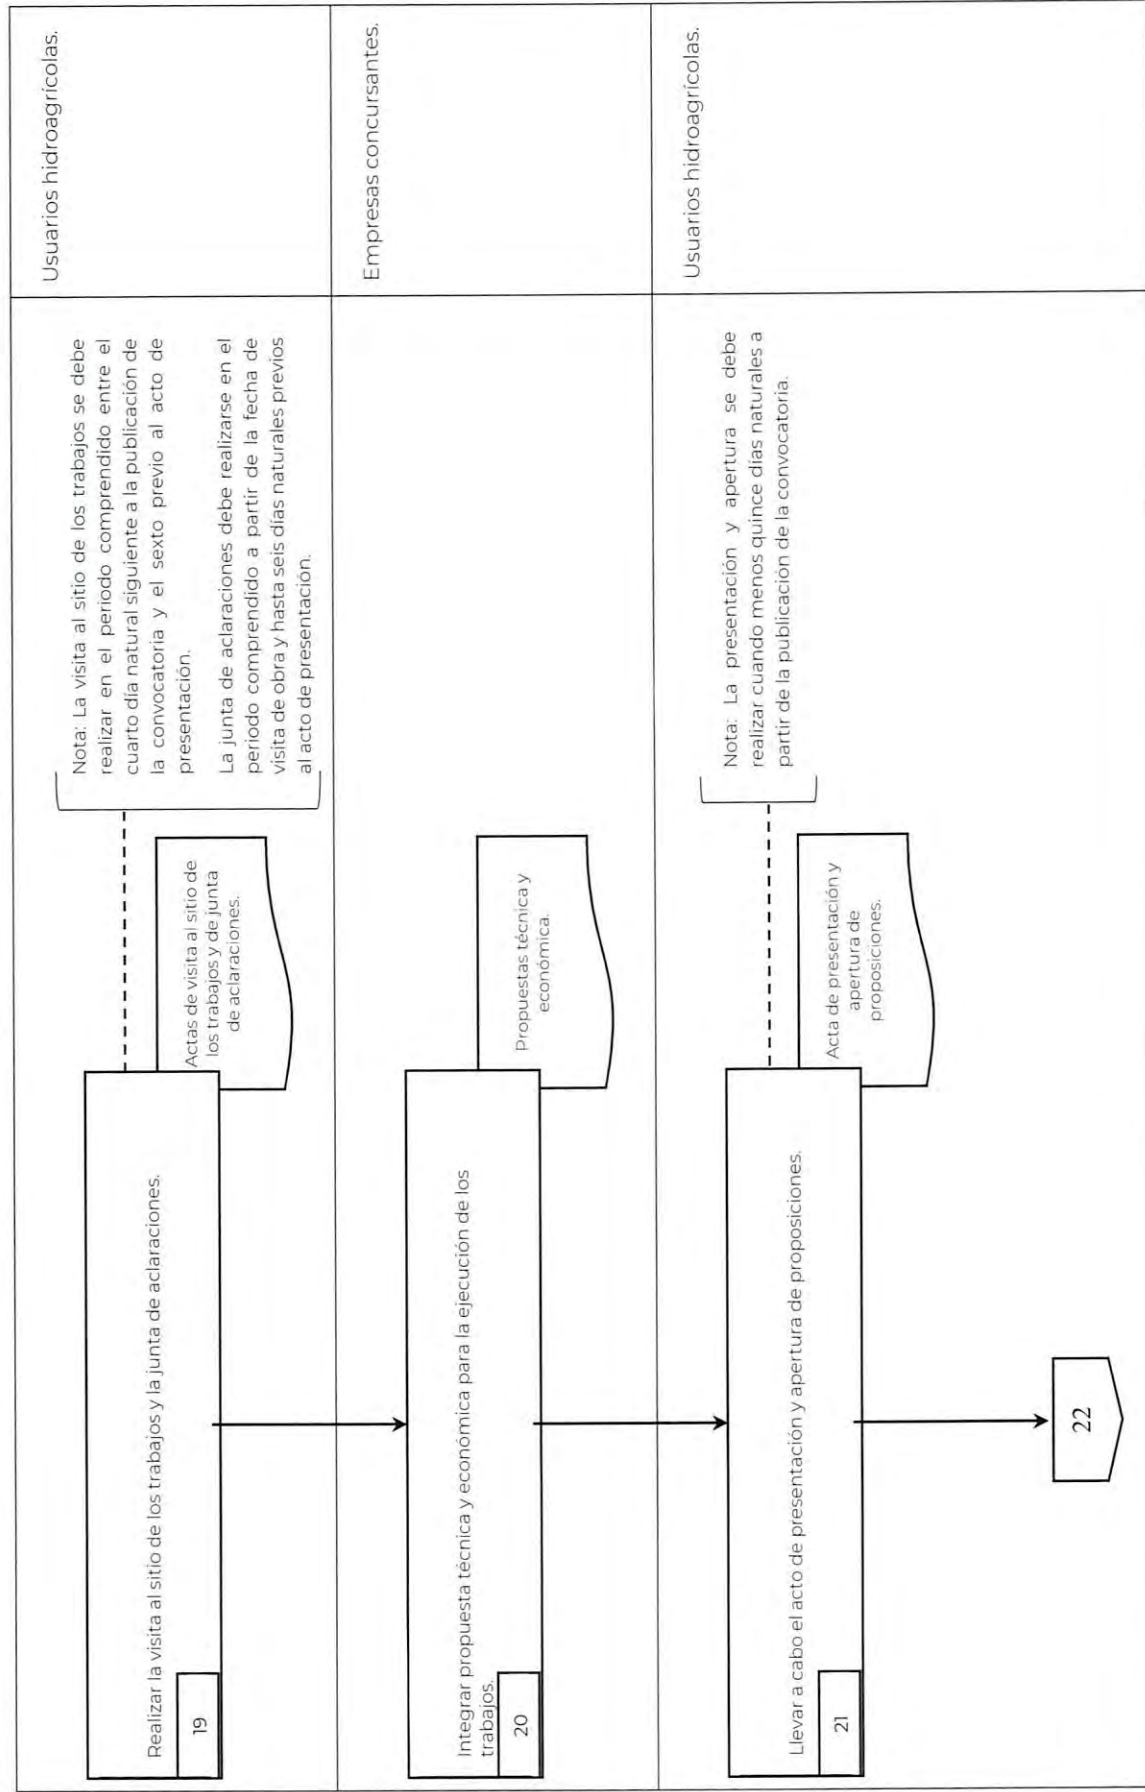 Realizar la visita al sitio de los trabajos y la junta de aclaraciones.
19
Actas de visita al sitio de
los trabajos y de junta
de aclaraciones.
Nota: La visita al sitio de los trabajos se debe
realizar en el periodo comprendido entre el
cuarto día natural siguiente a la publicación de
la convocatoria y el sexto previo al acto de
presentación.
La junta de aclaraciones debe realizarse en el
periodo comprendido a partir de la fecha de
visita de obra y hasta seis días naturales previos
al acto de presentación.
Usuarios hidroagrícolas.
Integrar propuesta técnica y económica para la ejecución de los
trabajos.
20
Propuestas técnica y
económica.
Empresas concursantes.
Llevar a cabo el acto de presentación y apertura de proposiciones.
21
Acta de presentación y
apertura de
proposiciones.
Nota: La presentación y apertura se debe
realizar cuando menos quince días naturales a
partir de la publicación de la convocatoria.
Usuarios hidroagrícolas.
22